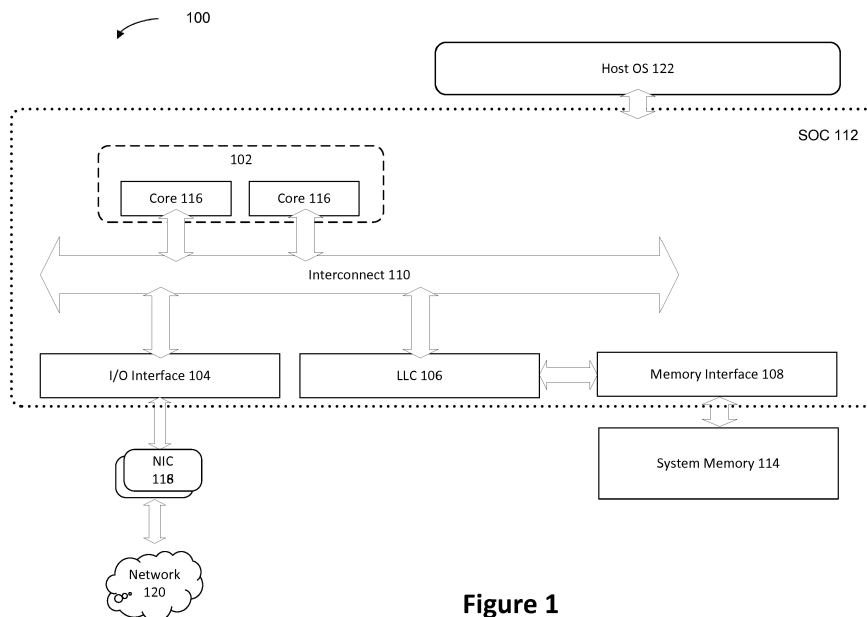 100
Host OS 122
SOC 112
102
Core 116
Core 116
Interconnect 110
I/O Interface 104
LLC 106
Memory Interface 108
NIC
118
System Memory 114
Network
120
Figure 1